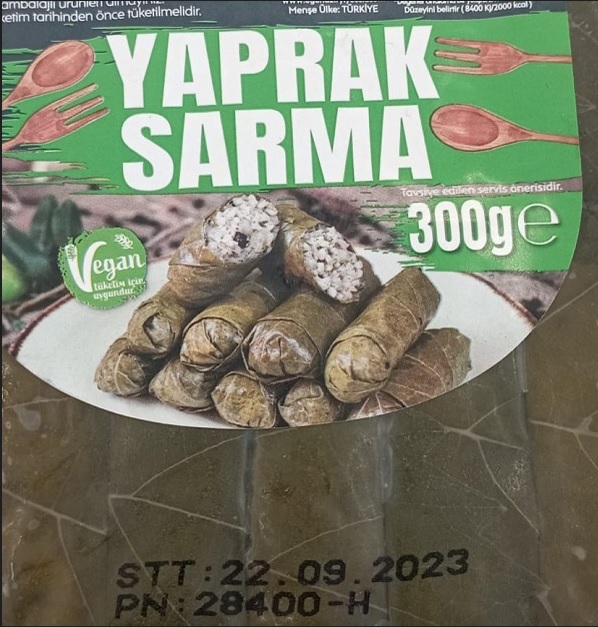 ambalajlı ürünleri almayınız.
ketim tarihinden önce tüketilmelidir.
Menşe Ülke: TÜRKİYE
Düzeyini belirtir (8400 Kj/2000 kcal)
YAPRAK
SARMA
Tavsiye edilen servis önerisidir.
300g℮
Vegan
tüketim için
uygundur.
STT:22.09.2023
PN:28400-H